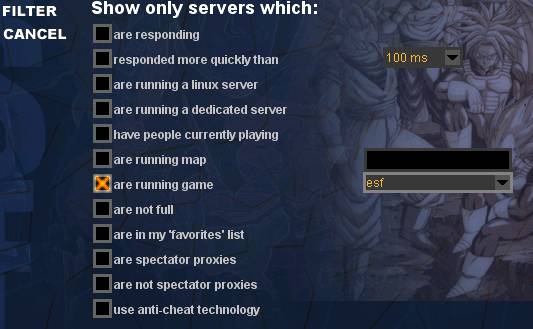 FILTER
CANCEL
Show only servers which:
are responding
responded more quickly than
100 ms
are running a linux server
are running a dedicated server
have people currently playing
are running map
are running game
esf
are not full
are in my 'favorites' list
are spectator proxies
are not spectator proxies
use anti-cheat technology